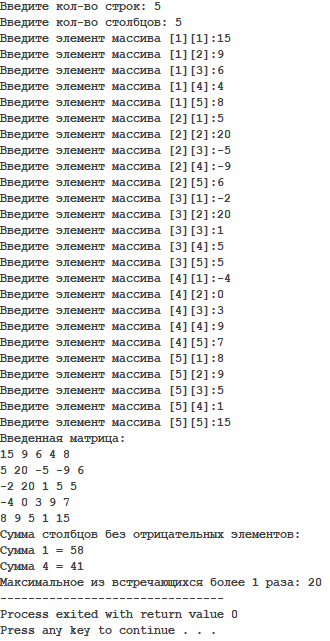 Введите кол-во строк: 5
Введите кол-во столбцов: 5
Введите элемент массива [1][1]:15
Введите элемент массива [1][2]:9
Введите элемент массива [1][3]:6
Введите элемент массива [1][4]:4
Введите элемент массива [1][5]:8
Введите элемент массива [2][1]:5
Введите элемент массива [2][2]:20
Введите элемент массива [2][3]:-5
Введите элемент массива [2][4]:-9
Введите элемент массива [2][5]:6
Введите элемент массива [3][1]:-2
Введите элемент массива [3][2]:20
Введите элемент массива [3][3]:1
Введите элемент массива [3][4]:5
Введите элемент массива [3][5]:5
Введите элемент массива [4][1]:-4
Введите элемент массива [4][2]:0
Введите элемент массива [4][3]:3
Введите элемент массива [4][4]:9
Введите элемент массива [4][5]:7
Введите элемент массива [5][1]:8
Введите элемент массива [5][2]:9
Введите элемент массива [5][3]:5
Введите элемент массива [5][4]:1
Введите элемент массива [5][5]:15
Введенная матрица:
15 9 6 4 8
5 20 -5 -9 6
-2 20 1 5 5
-4 0 3 9 7
8 9 5 1 15
Сумма столбцов без отрицательных элементов:
Сумма 1 = 58
Сумма 4 = 41
Максимальное из встречающихся более 1 раза: 20
--------------------------------
Process exited with return value 0
Press any key to continue . . .